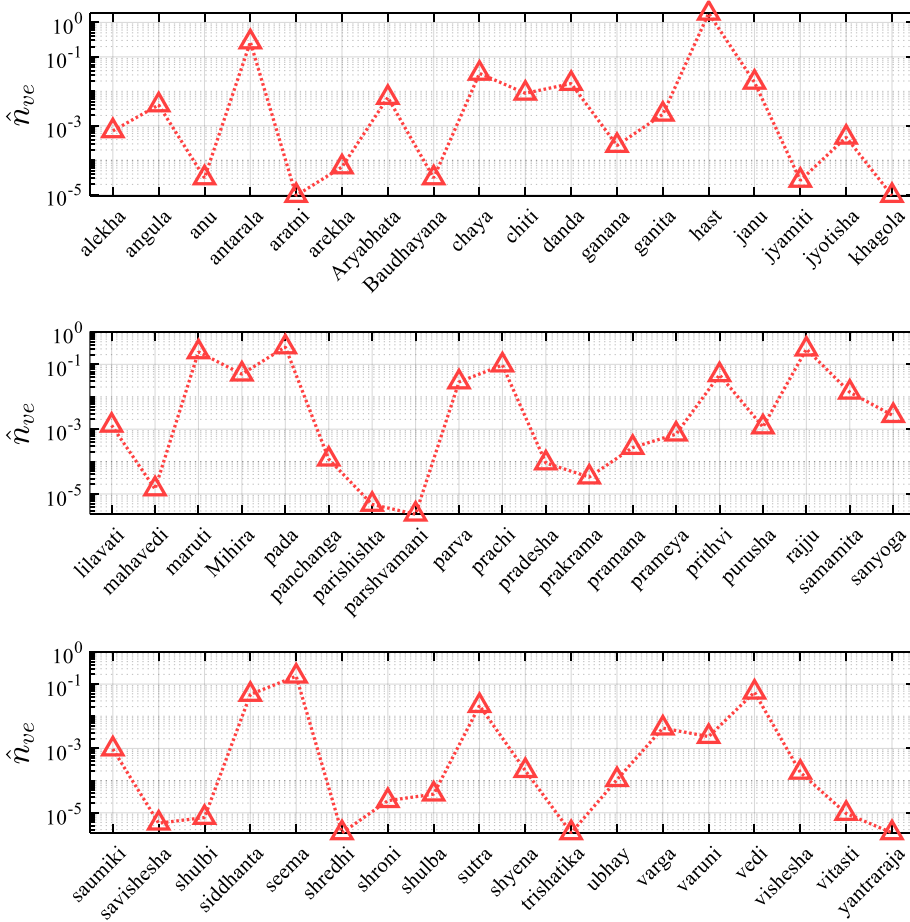 n̂ve
10^0
10^-1
10^-3
10^-5
alekha
angula
anu
antarala
aratni
arekha
Aryabhata
Baudhayama
chaya
chiti
danda
ganana
ganita
hast
janu
jyamiti
jyotisha
khagola
n̂ve
10^0
10^-1
10^-3
10^-5
lilavati
mahavedi
maruti
Mihira
pada
panchanga
parishishta
parshvamani
parva
prachi
pradesha
prakrama
pramana
prameya
prithvi
purusha
rajju
samamita
sanyoga
n̂ve
10^0
10^-1
10^-3
10^-5
saumiki
savishesha
shulbi
siddhanta
seema
shredhi
shroni
shulba
sutra
shyena
trishatika
ubhay
varga
varuni
vedi
vishesha
vitasti
yantraraja